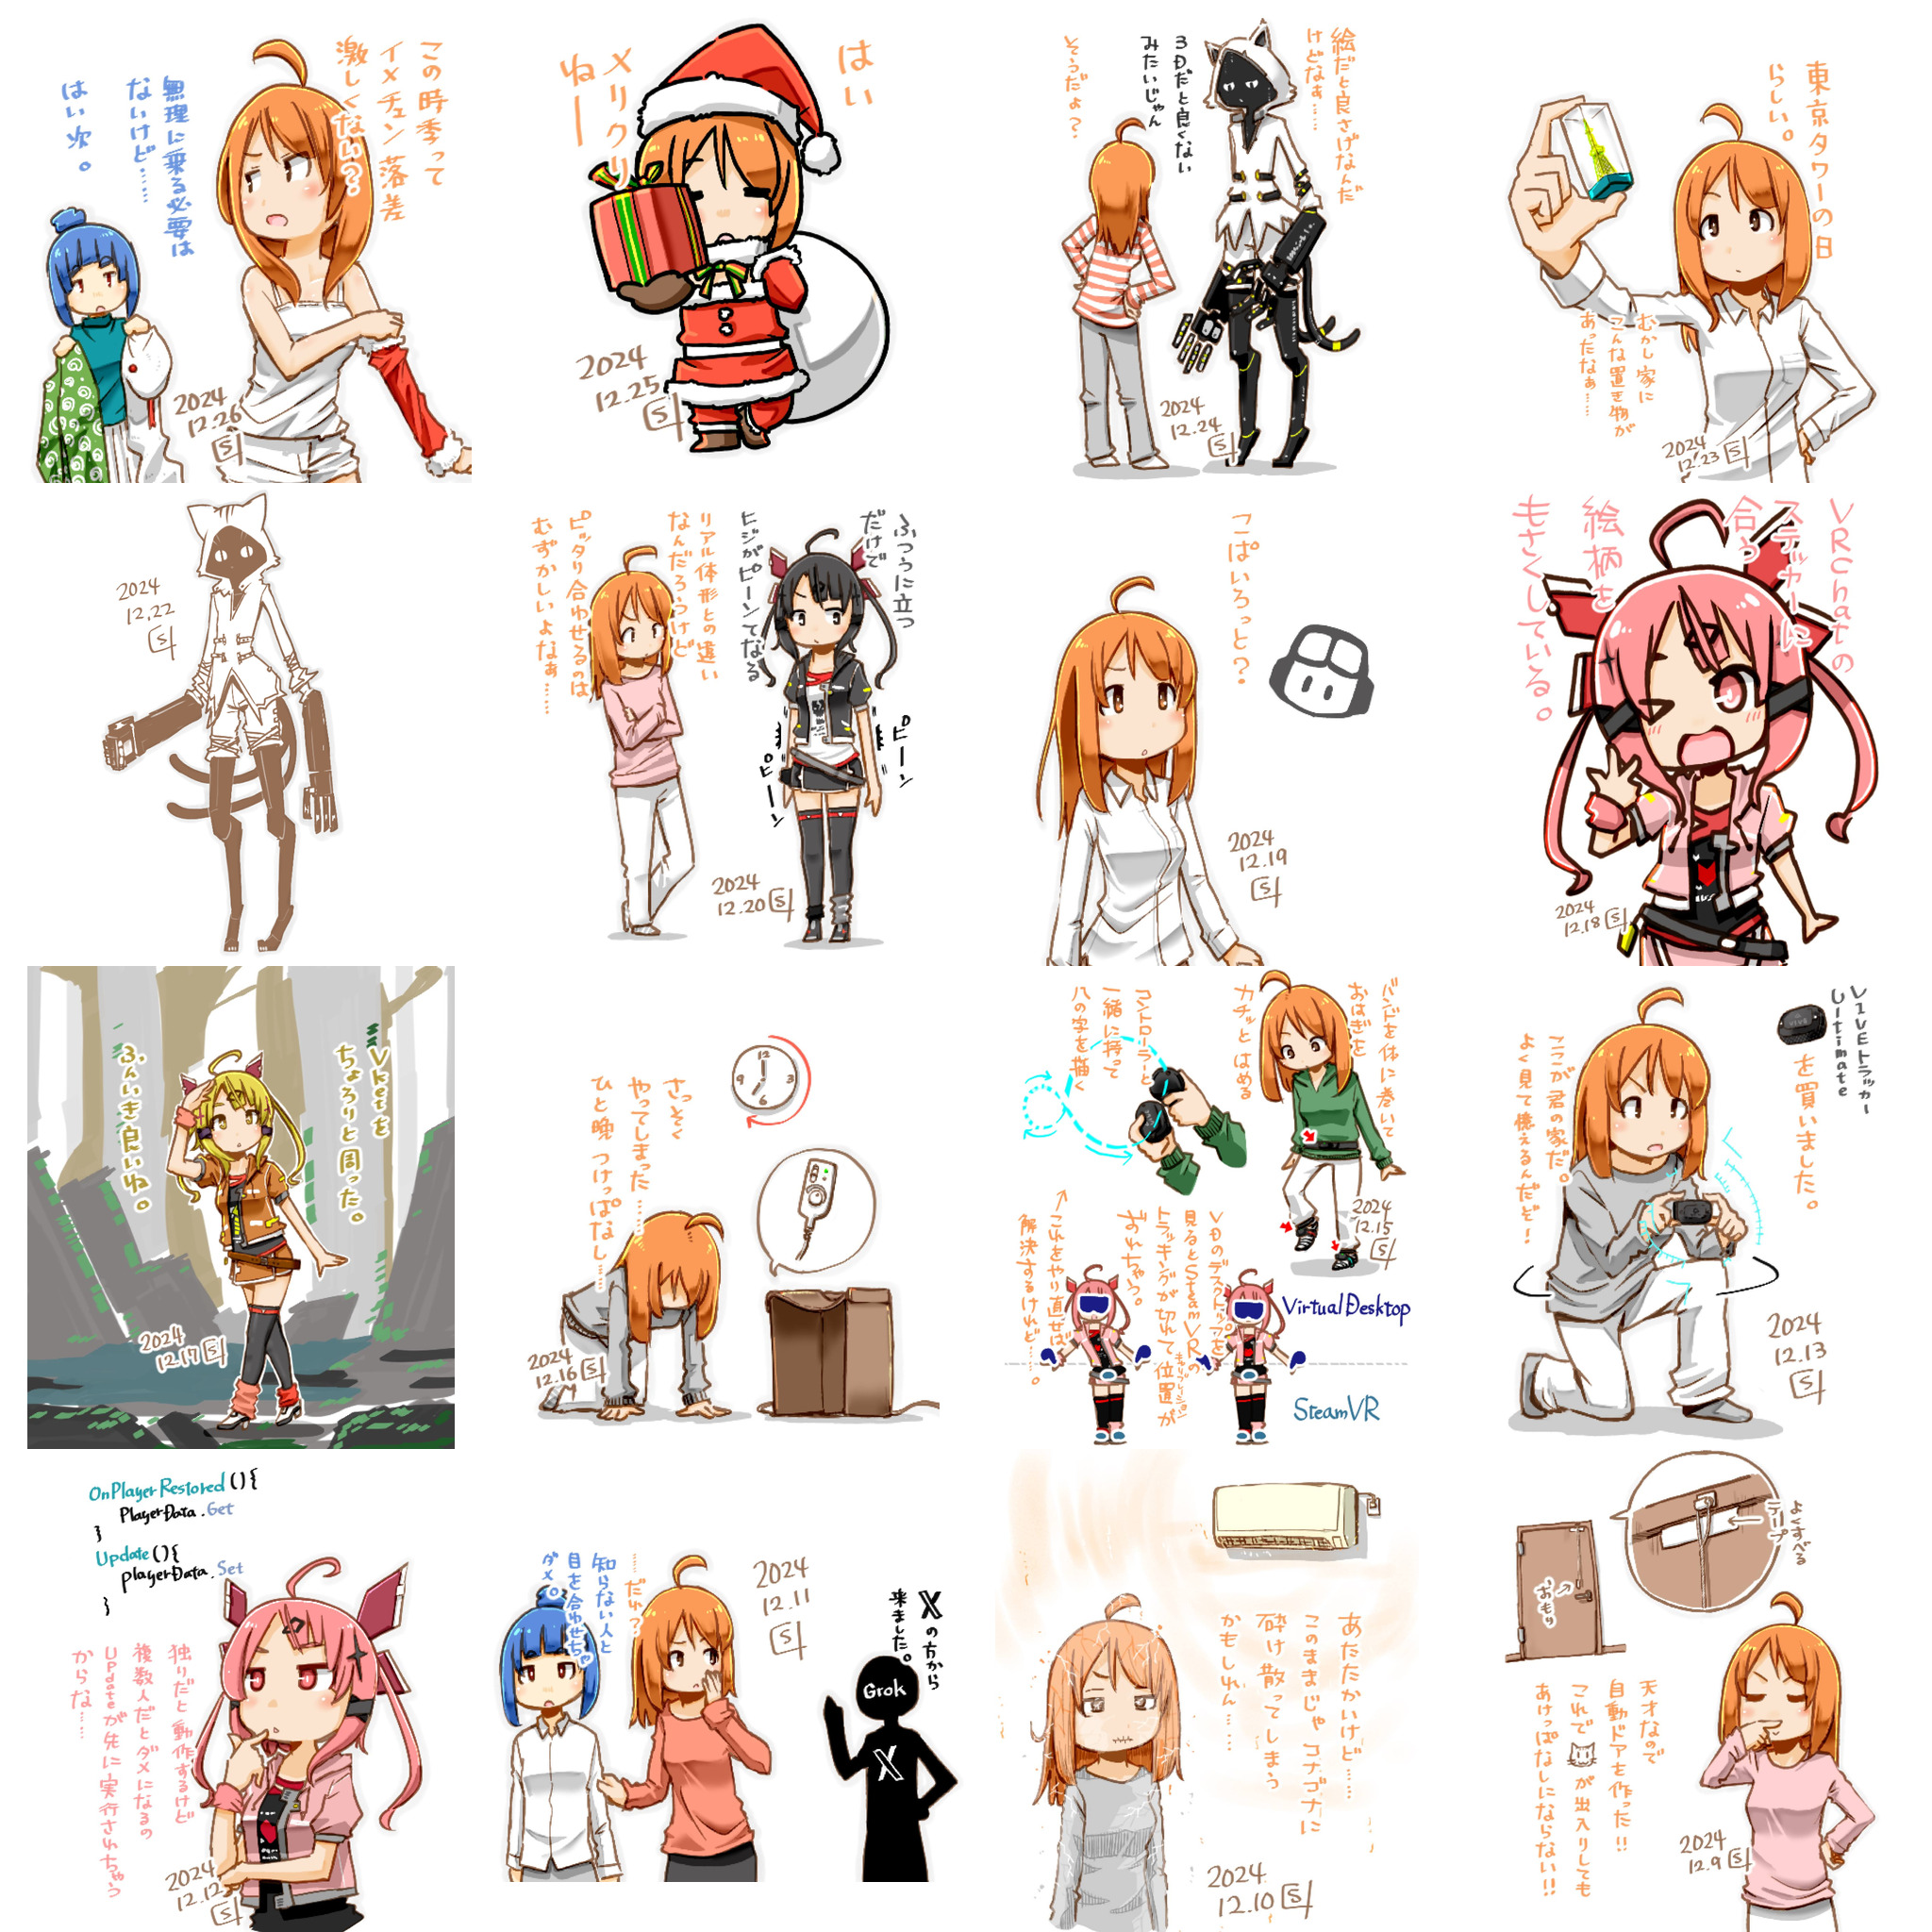 この時季って
イメチェン落差
激しくない?
無理に乗る必要は
ないけど……
はい次。
2024
12.26
はい
メリクリ
ねー
2024
12.25
絵だと良さげなんだ
けどなぁ……
3Dだと良くない
みたいじゃん
そうだょ?
2024
12.24
東京タワーの日
らしい。
むかし家に
こんな置き物が
あったなぁ……
2024
12.23
2024
12.22
ふつうに立つ
だけで
ヒジがピーンてなる
リアル体形との違い
なんだろうけど
ピッタリ合わせるのは
むずかしいよなぁ……
ピーン
ピーン
2024
12.20
こぱいろっと?
2024
12.19
VRChatの
ステッカーに
合う
絵柄を
もさくしている。
2024
12.18
Vketを
ちょろりと周った。
ふんいき良いね。
2024
12.17
12
3
6
9
さっそく
やってしまった……
ひと晩 つけっぱなし……
2024
12.16
バンドを体に巻いて
おはぎを
カチッとはめる
コントローラーと
一緒に持って
八の字を描く
2024
12.15
VDのデスクトップを
見るとSteamVRの
トラッキングが切れて位置が
キャリブレーション
ずれちゃう。
↑これをやり直せば
解決するけれど……。
VirtualDesktop
SteamVR
VIVEトラッカー
Ultimate
を買いました。
ここが君の家だ。
よく見て憶えるんだぞ!
2024
12.13
OnPlayerRestored(){
PlayerData.Get
}
Update(){
PlayerData.Set
}
独りだと動作するけど
複数人だとダメになるの
Updateが先に実行されちゃう
からな……
2024
12.12
Xの方から
来ました。
Grok
X
……だれ?
知らない人と
目を合わせちゃ
ダメ。
2024
12.11
あたたかいけど……
このままじゃコナゴナに
砕け散ってしまう
かもしれん……
2024
12.10
よくすべる
テープ
おもり
天才なので
自動ドアを作った!!
これで が出入りしても
あけっぱなしにならない!!
2024
12.9